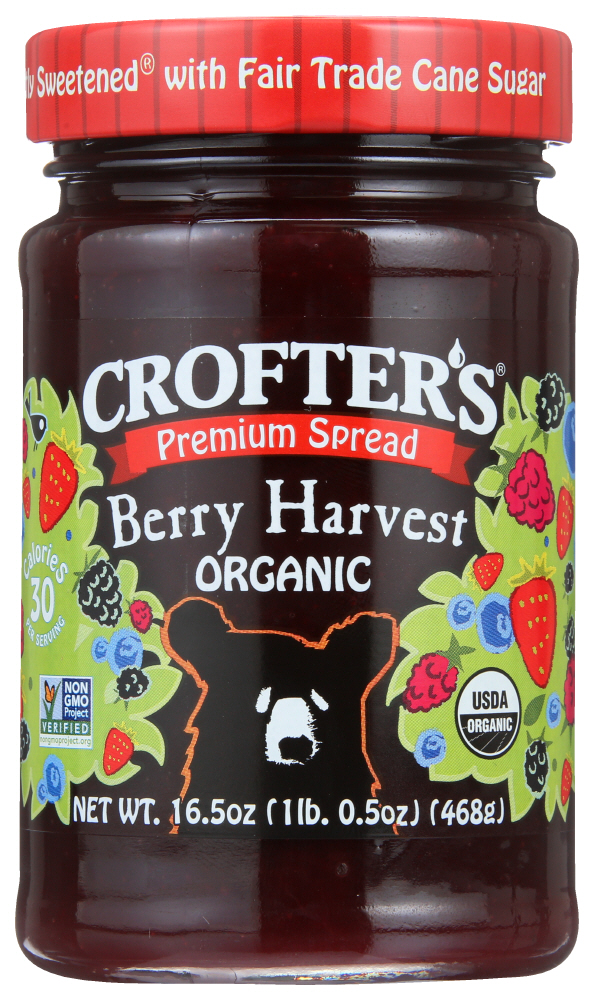 Sweetened® with Fair Trade Cane Sugar
CROFTER'S®
Premium Spread
Berry Harvest
ORGANIC
Calories
30
PER SERVING
NON
GMO
Project
VERIFIED
nongmoproject.org
USDA
ORGANIC
NET WT. 16.5oz (1lb. 0.5oz) (468g)